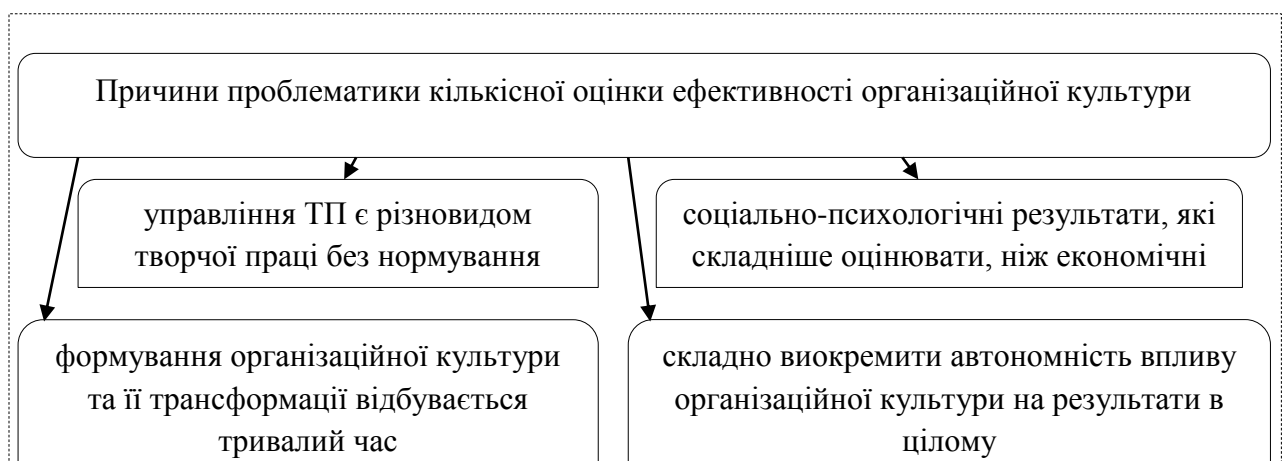 Причини проблематики кількісної оцінки ефективності організаційної культури
управління ТП є різновидом
творчої праці без нормування
соціально-психологічні результати, які
складніше оцінювати, ніж економічні
формування організаційної культури
та її трансформації відбувається
тривалий час
складно виокремити автономність впливу
організаційної культури на результати в
цілому